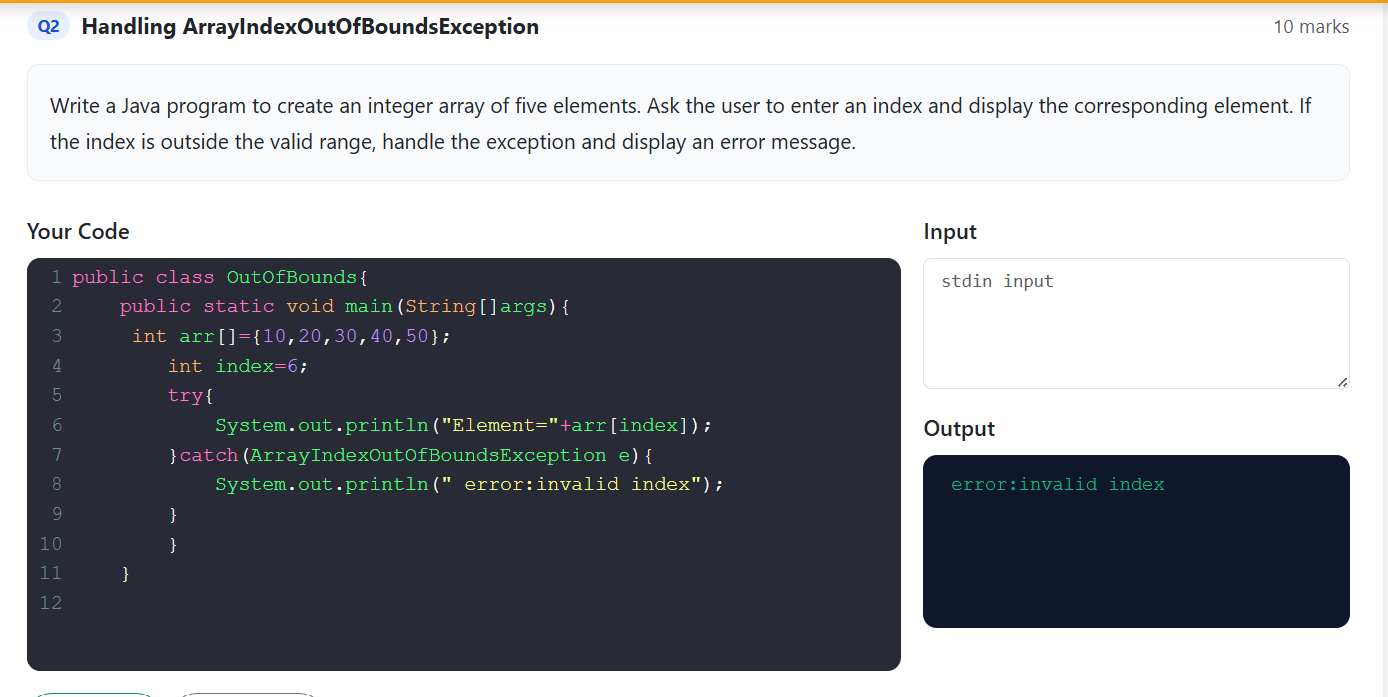 Q2 Handling ArrayIndexOutOfBoundsException 10 marks
Write a Java program to create an integer array of five elements. Ask the user to enter an index and display the corresponding element. If
the index is outside the valid range, handle the exception and display an error message.
Your Code
1 public class OutOfBounds{
2     public static void main(String[]args){
3      int arr[]={10,20,30,40,50};
4         int index=6;
5         try{
6             System.out.println("Element="+arr[index]);
7         }catch(ArrayIndexOutOfBoundsException e){
8             System.out.println(" error:invalid index");
9         }
10         }
11     }
12
Input
stdin input
Output
error:invalid index